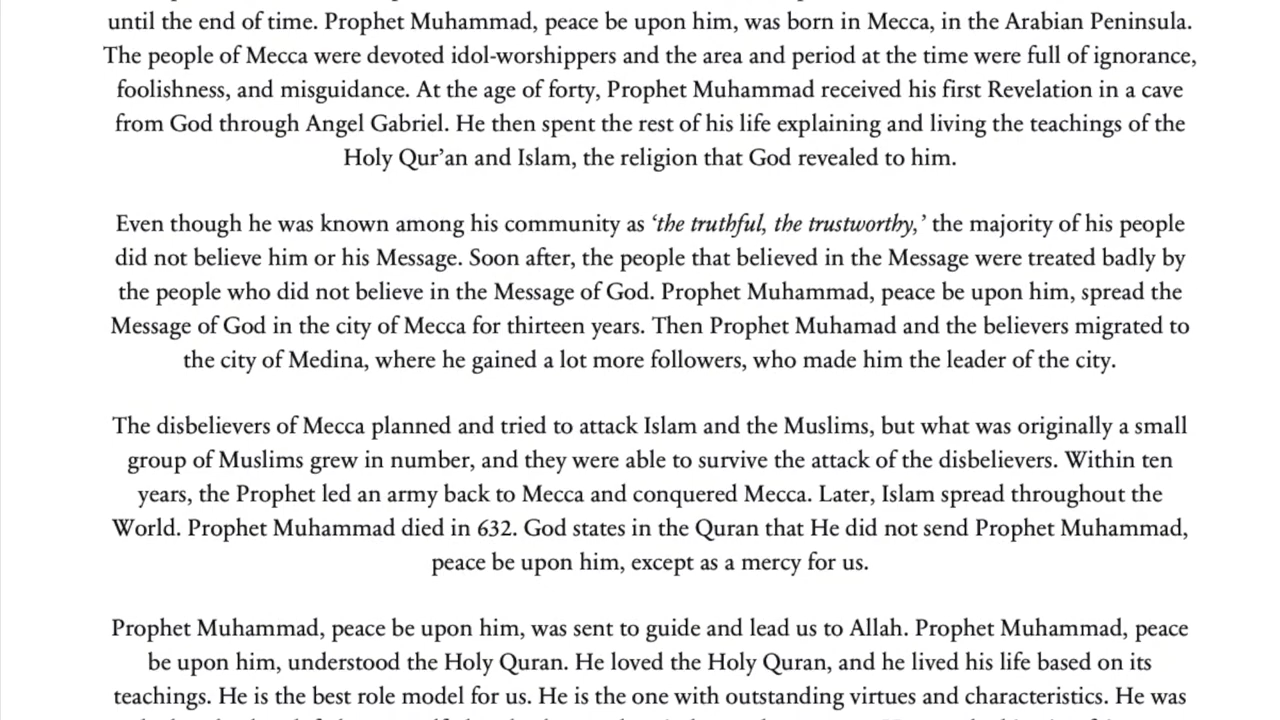 until the end of time. Prophet Muhammad, peace be upon him, was born in Mecca, in the Arabian Peninsula.
The people of Mecca were devoted idol-worshippers and the area and period at the time were full of ignorance,
foolishness, and misguidance. At the age of forty, Prophet Muhammad received his first Revelation in a cave
from God through Angel Gabriel. He then spent the rest of his life explaining and living the teachings of the
Holy Qur’an and Islam, the religion that God revealed to him.
Even though he was known among his community as ‘the truthful, the trustworthy,’ the majority of his people
did not believe him or his Message. Soon after, the people that believed in the Message were treated badly by
the people who did not believe in the Message of God. Prophet Muhammad, peace be upon him, spread the
Message of God in the city of Mecca for thirteen years. Then Prophet Muhamad and the believers migrated to
the city of Medina, where he gained a lot more followers, who made him the leader of the city.
The disbelievers of Mecca planned and tried to attack Islam and the Muslims, but what was originally a small
group of Muslims grew in number, and they were able to survive the attack of the disbelievers. Within ten
years, the Prophet led an army back to Mecca and conquered Mecca. Later, Islam spread throughout the
World. Prophet Muhammad died in 632. God states in the Quran that He did not send Prophet Muhammad,
peace be upon him, except as a mercy for us.
Prophet Muhammad, peace be upon him, was sent to guide and lead us to Allah. Prophet Muhammad, peace
be upon him, understood the Holy Quran. He loved the Holy Quran, and he lived his life based on its
teachings. He is the best role model for us. He is the one with outstanding virtues and characteristics. He was